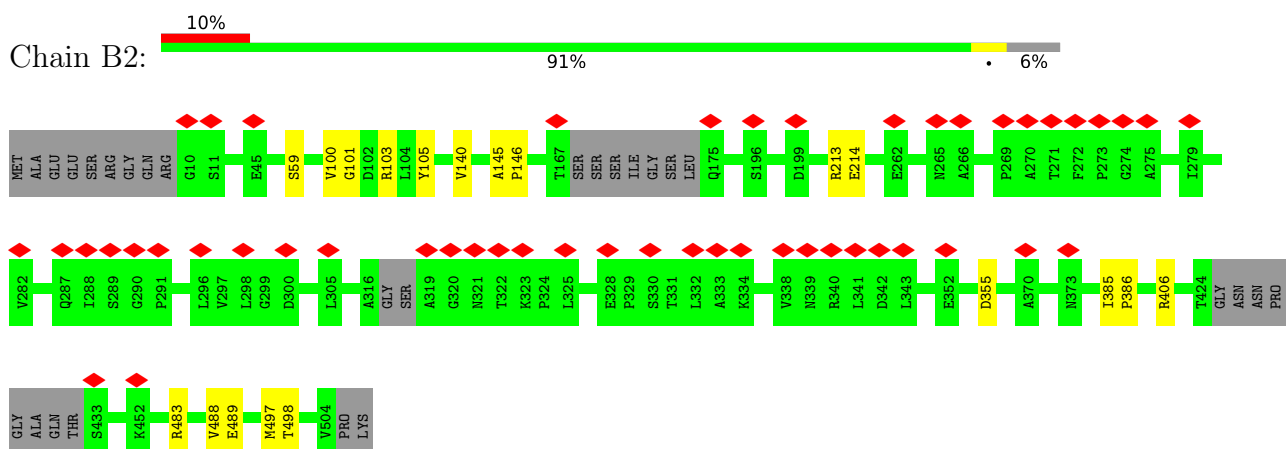 10%
Chain B2:
91%
•
6%
MET ALA GLU GLU SER ARG GLY GLN ARG G10 S11 E45 S59 V100 G101 D102 R103 L104 Y105 V140 A145 P146 T167 SER SER SER ILE GLY SER LEU Q175 S196 D199 R213 E214 E262 N265 A266 P269 A270 T271 F272 P273 G274 A275 I279
V282 Q287 I288 S289 G290 P291 L296 V297 L298 G299 D300 L305 A316 GLY SER A319 G320 N321 T322 K323 P324 L325 E328 P329 S330 T331 L332 A333 K334 V338 N339 R340 L341 D342 L343 E352 D355 A370 N373 I385 P386 R406 T424 GLY ASN ASN PRO
GLY ALA GLN THR S433 K452 R483 V488 E489 M497 T498 V504 PRO LYS